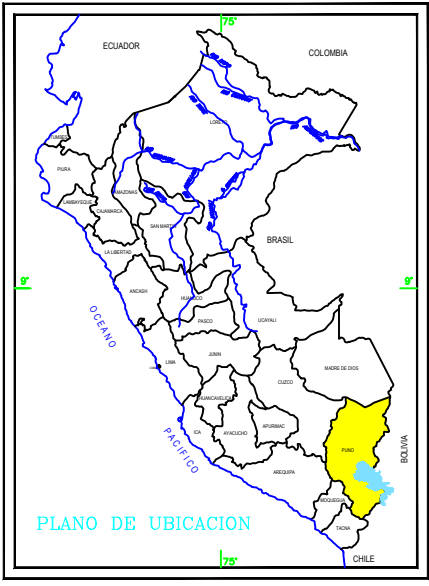 75°
ECUADOR
COLOMBIA
LORETO
TUMBES
PIURA
AMAZONAS
LAMBAYEQUE
CAJAMARCA
SAN MARTIN
BRASIL
LA LIBERTAD
9°
9°
ANCASH
HUANUCO
OCEANO
PASCO
UCAYALI
JUNIN
LIMA
MADRE DE DIOS
CUZCO
HUANCAVELICA
ICA
AYACUCHO
APURIMAC
PACIFICO
PUNO
BOLIVIA
AREQUIPA
MOQUEGUA
PLANO DE UBICACION
TACNA
75°
CHILE